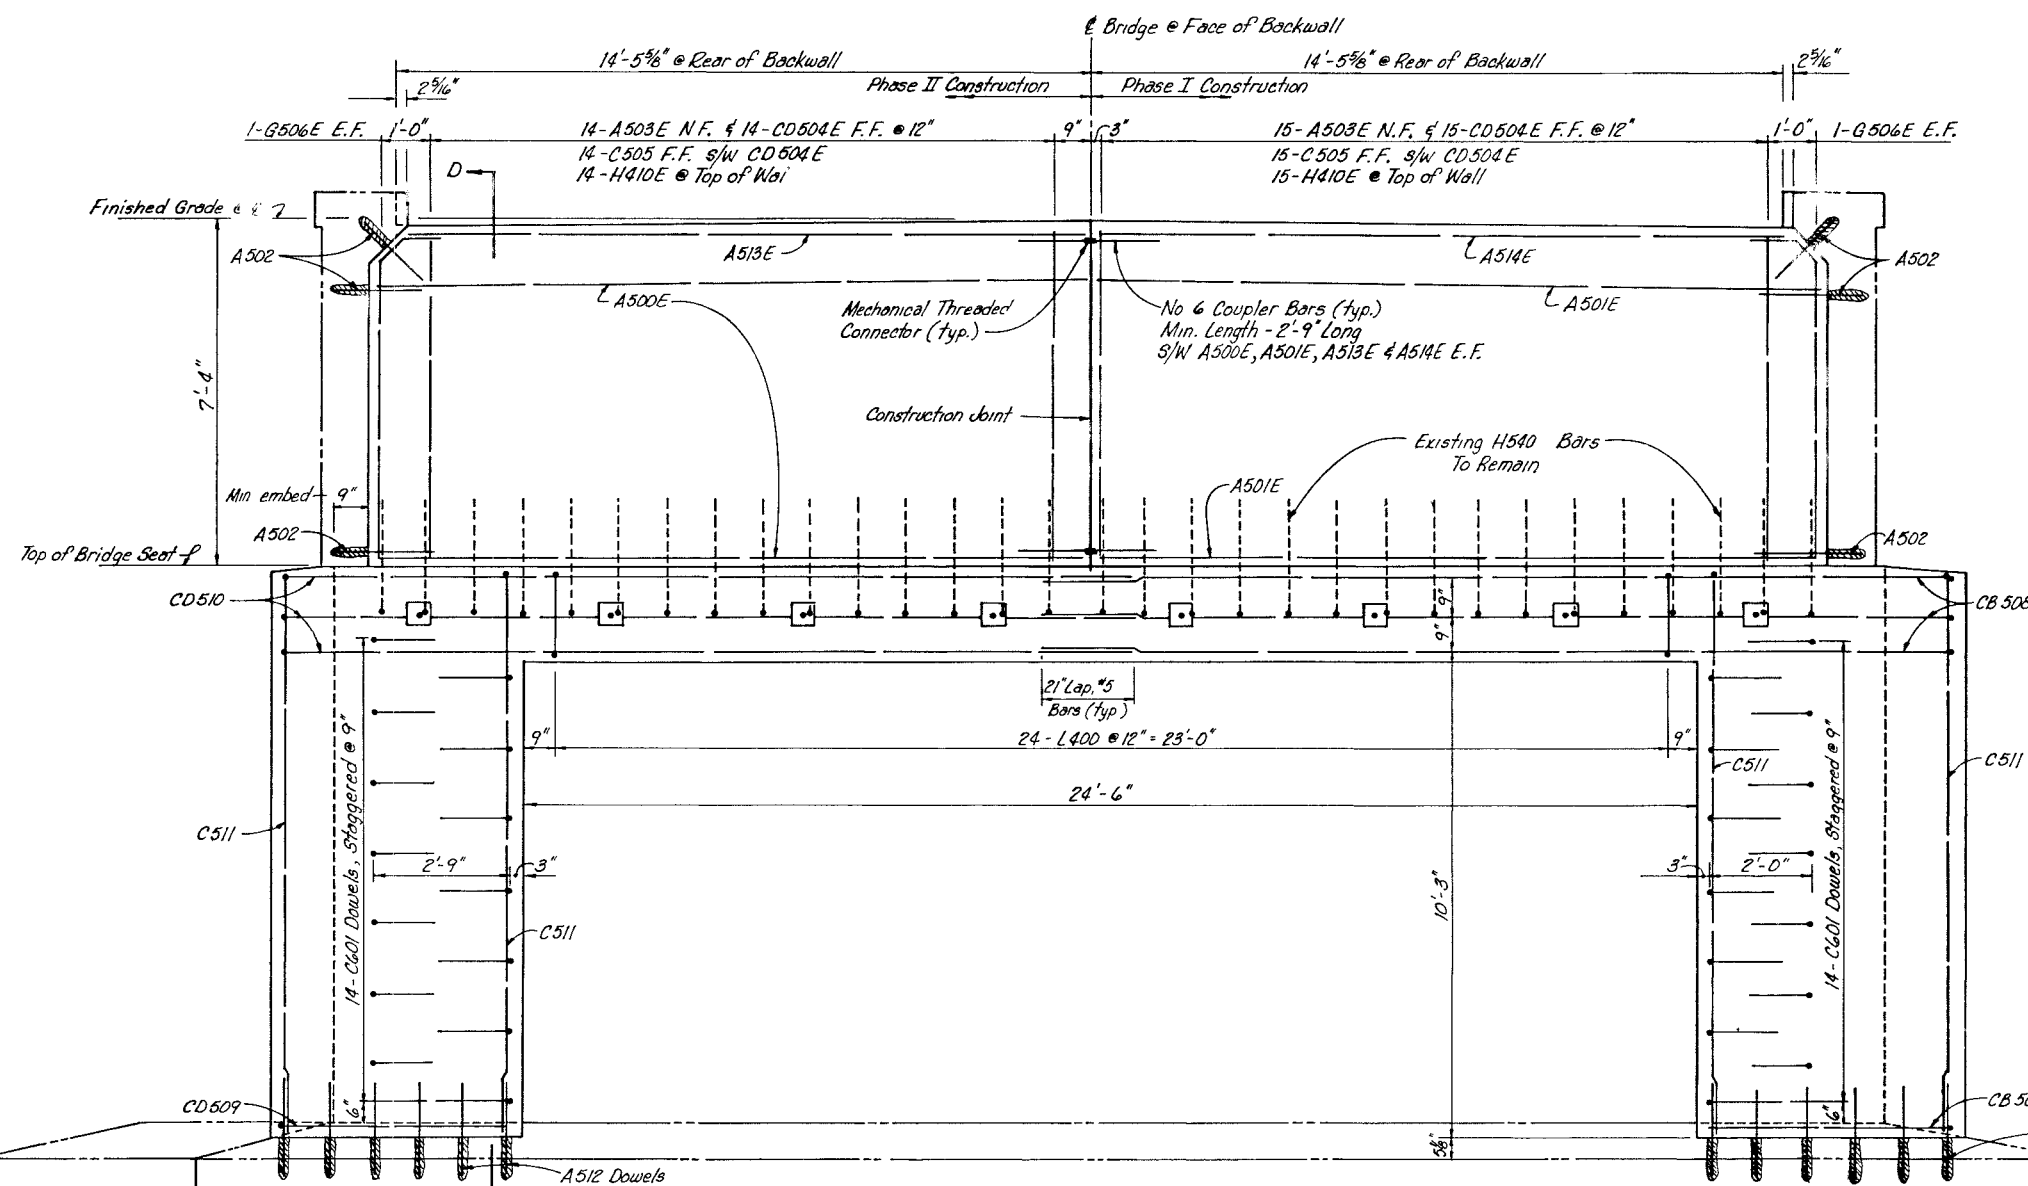 ℄ Bridge @ Face of Backwall
14'-5⅝" @ Rear of Backwall
14'-5⅝" @ Rear of Backwall
2 5/16"
2 5/16"
Phase II Construction
Phase I Construction
1-G506E E.F.
1'-0"
14-A503E N.F. & 14-CD504E F.F. @ 12"
9"
3"
15-A503E N.F. & 15-CD504E F.F. @ 12"
1'-0"
1-G506E E.F.
14-C505 F.F. s/w CD504E
15-C505 F.F. s/w CD504E
14-H410E @ Top of Wal
15-H410E @ Top of Wall
D
Finished Grade @ ℄
A502
A513E
A514E
A502
A500E
A501E
Mechanical Threaded
Connector (typ.)
No 6 Coupler Bars (typ.)
Min. Length - 2'-9" Long
S/W A500E, A501E, A513E & A514E E.F.
7'-4"
Construction Joint
Existing H540 Bars
To Remain
Min embed
9"
A501E
A502
A502
Top of Bridge Seat
CD510
CB508
9"
9"
21" Lap, #5
Bars (typ)
9"
24 - L400 @ 12" = 23'-0"
9"
24'-6"
C511
C511
C511
C511
14- C601 Dowels, Staggered @ 9"
14- C601 Dowels, Staggered @ 9"
2'-9"
3"
3"
2'-0"
10'-3"
6"
6"
CD509
CB50
5⅛"
A512 Dowels